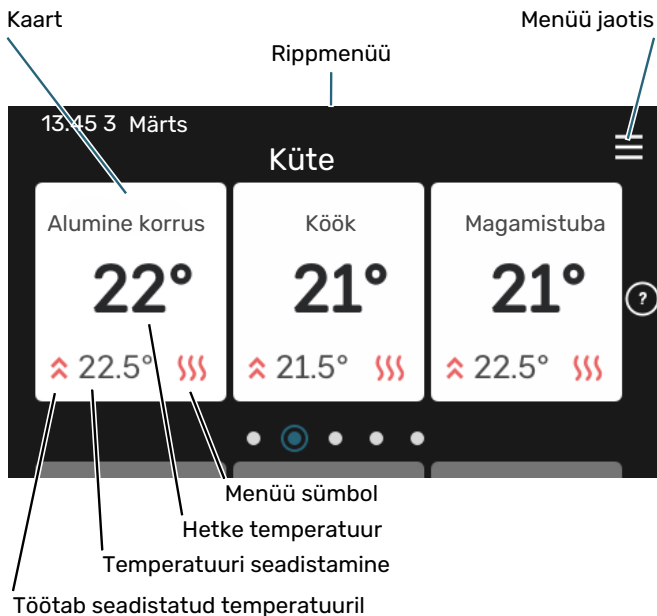 Kaart
Menüü jaotis
Rippmenüü
13.45 3 Märts
Küte
Alumine korrus
Köök
Magamistuba
22°
21°
21°
?
22.5°
21.5°
22.5°
Menüü sümbol
Hetke temperatuur
Temperatuuri seadistamine
Töötab seadistatud temperatuuril